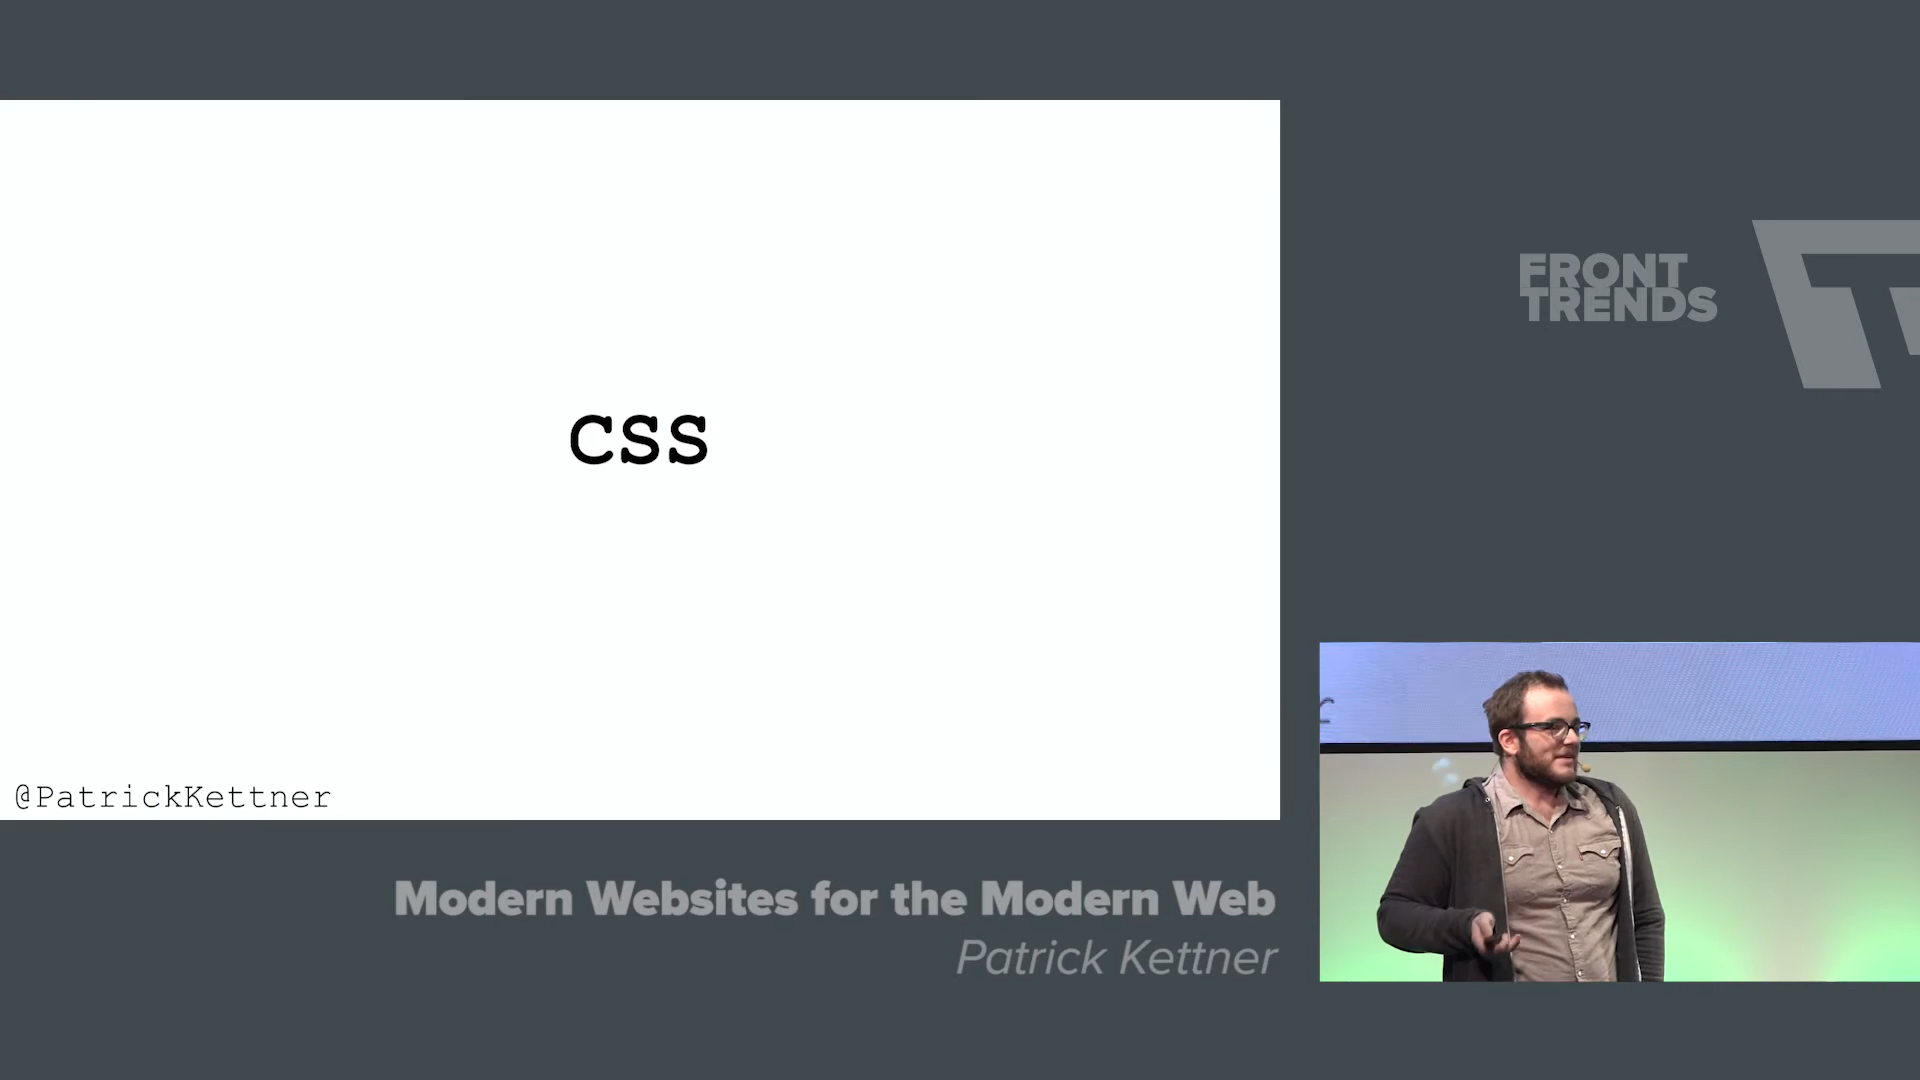 css
@PatrickKettner
FRONT
TRENDS
Modern Websites for the Modern Web
Patrick Kettner